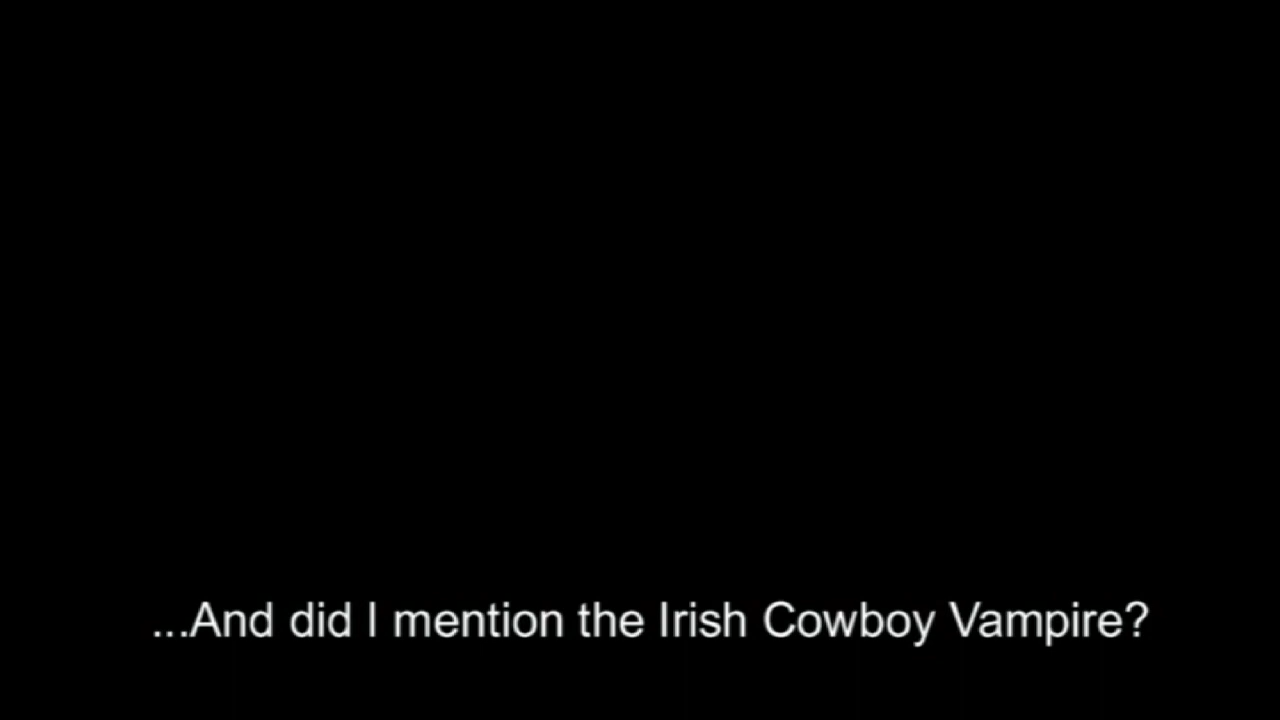 ...And did I mention the Irish Cowboy Vampire?